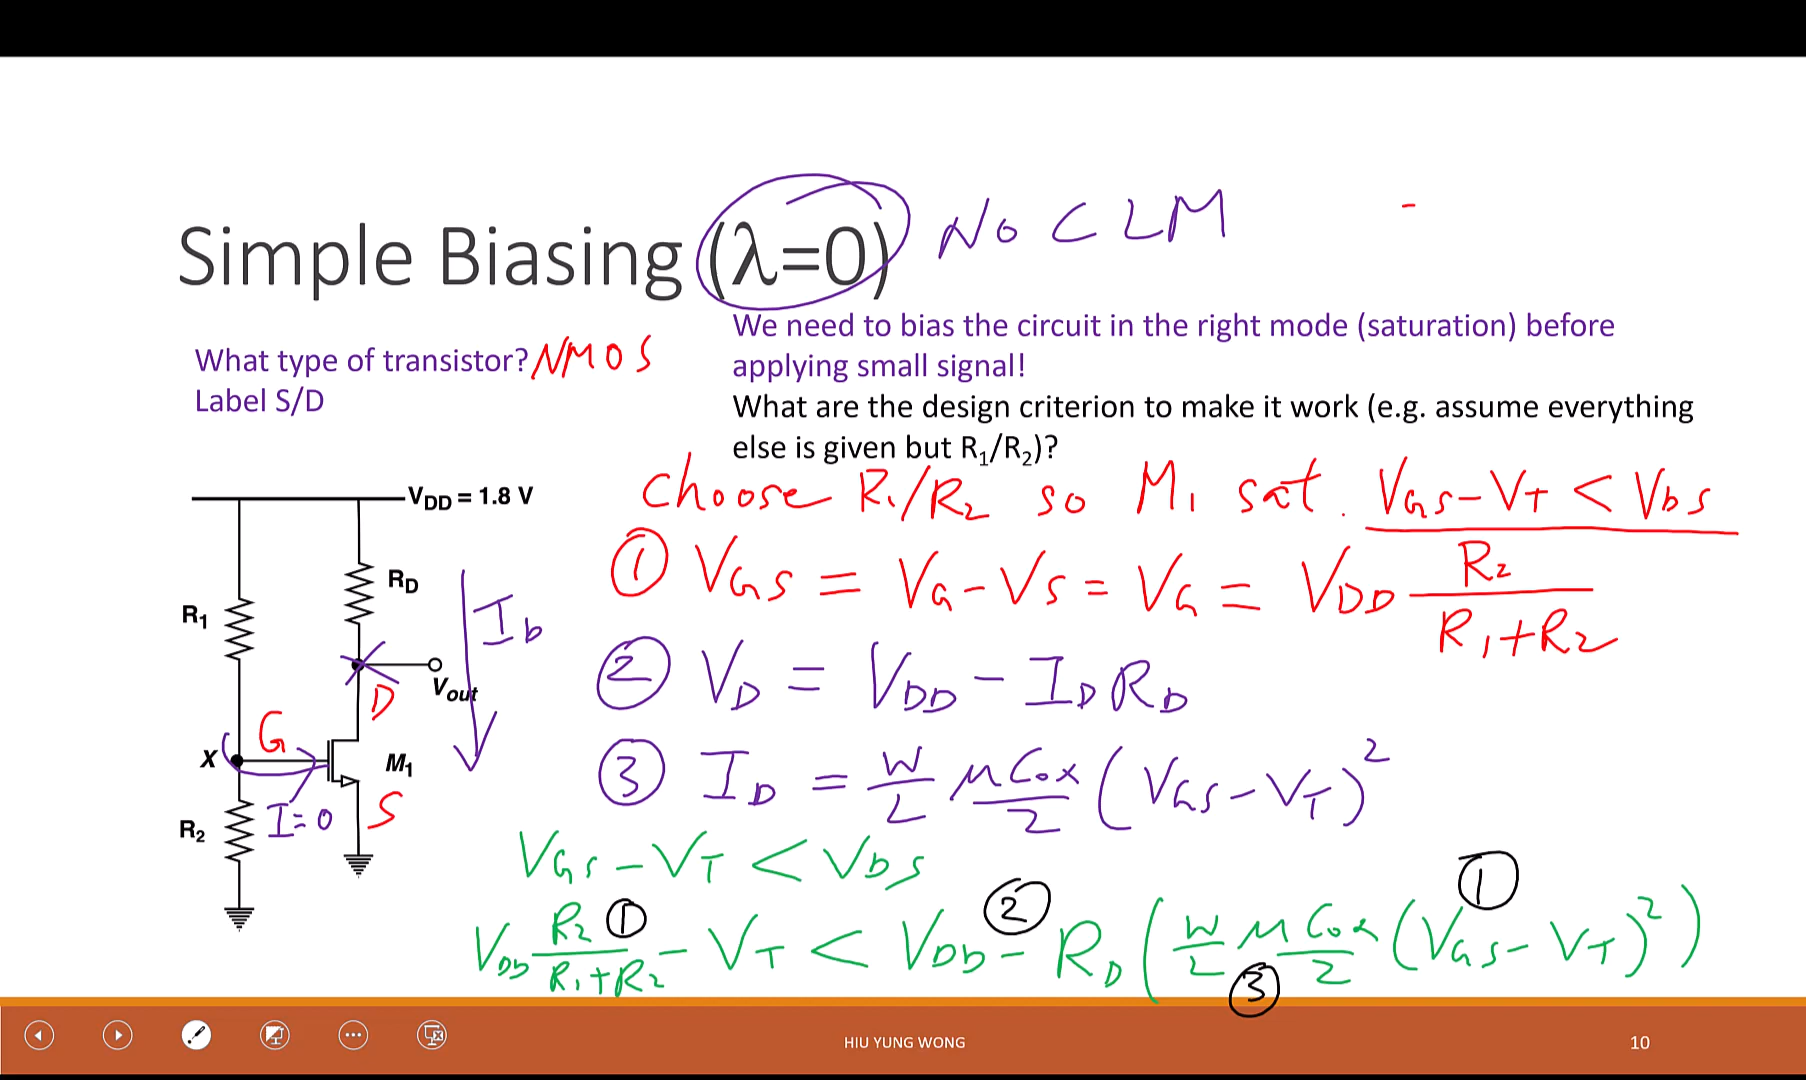 Simple Biasing (λ=0) NO CLM
We need to bias the circuit in the right mode (saturation) before
applying small signal!
What type of transistor? NMOS
Label S/D
What are the design criterion to make it work (e.g. assume everything
else is given but R₁/R₂)?
choose R₁/R₂ so M₁ sat. VGS-VT < VDS
① VGS = VG-VS = VG = VDD R2/(R1+R2)
② VD = VDD - IDRD
③ ID = W/L μCox/2 (VGS-VT)²
VGS-VT < VDS
VDD R2/(R1+R2) ① - VT < VDD ② - RD (W/L μCox/2 (VGS-VT)²) ① ③
VDD = 1.8 V
RD
R1
ID
Vout
D
G
X
M1
I=0
S
R2
HIU YUNG WONG
10